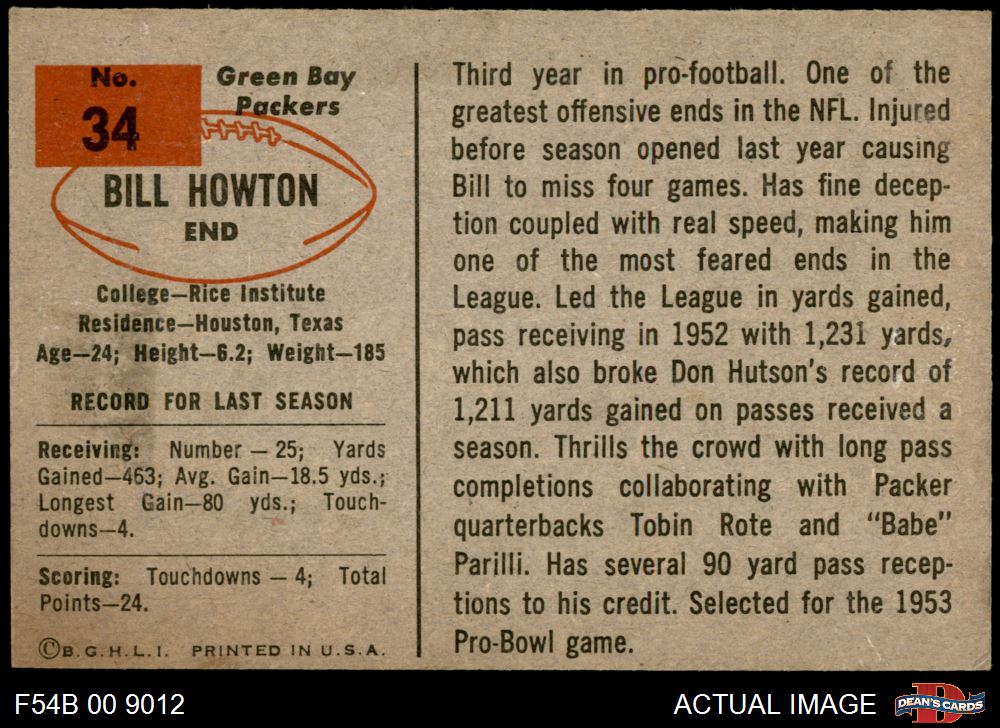 No.
34
Green Bay
Packers
BILL HOWTON
END
College—Rice Institute
Residence—Houston, Texas
Age—24; Height—6.2; Weight—185
RECORD FOR LAST SEASON
Receiving: Number — 25; Yards
Gained—463; Avg. Gain—18.5 yds.;
Longest Gain—80 yds.; Touch-
downs—4.
Scoring: Touchdowns — 4; Total
Points—24.
©B.G.H.L.I. PRINTED IN U.S.A.
Third year in pro-football. One of the
greatest offensive ends in the NFL. Injured
before season opened last year causing
Bill to miss four games. Has fine decep-
tion coupled with real speed, making him
one of the most feared ends in the
League. Led the League in yards gained,
pass receiving in 1952 with 1,231 yards,
which also broke Don Hutson's record of
1,211 yards gained on passes received a
season. Thrills the crowd with long pass
completions collaborating with Packer
quarterbacks Tobin Rote and "Babe"
Parilli. Has several 90 yard pass recep-
tions to his credit. Selected for the 1953
Pro-Bowl game.
F54B 00 9012
ACTUAL IMAGE
D
DEAN'S CARDS